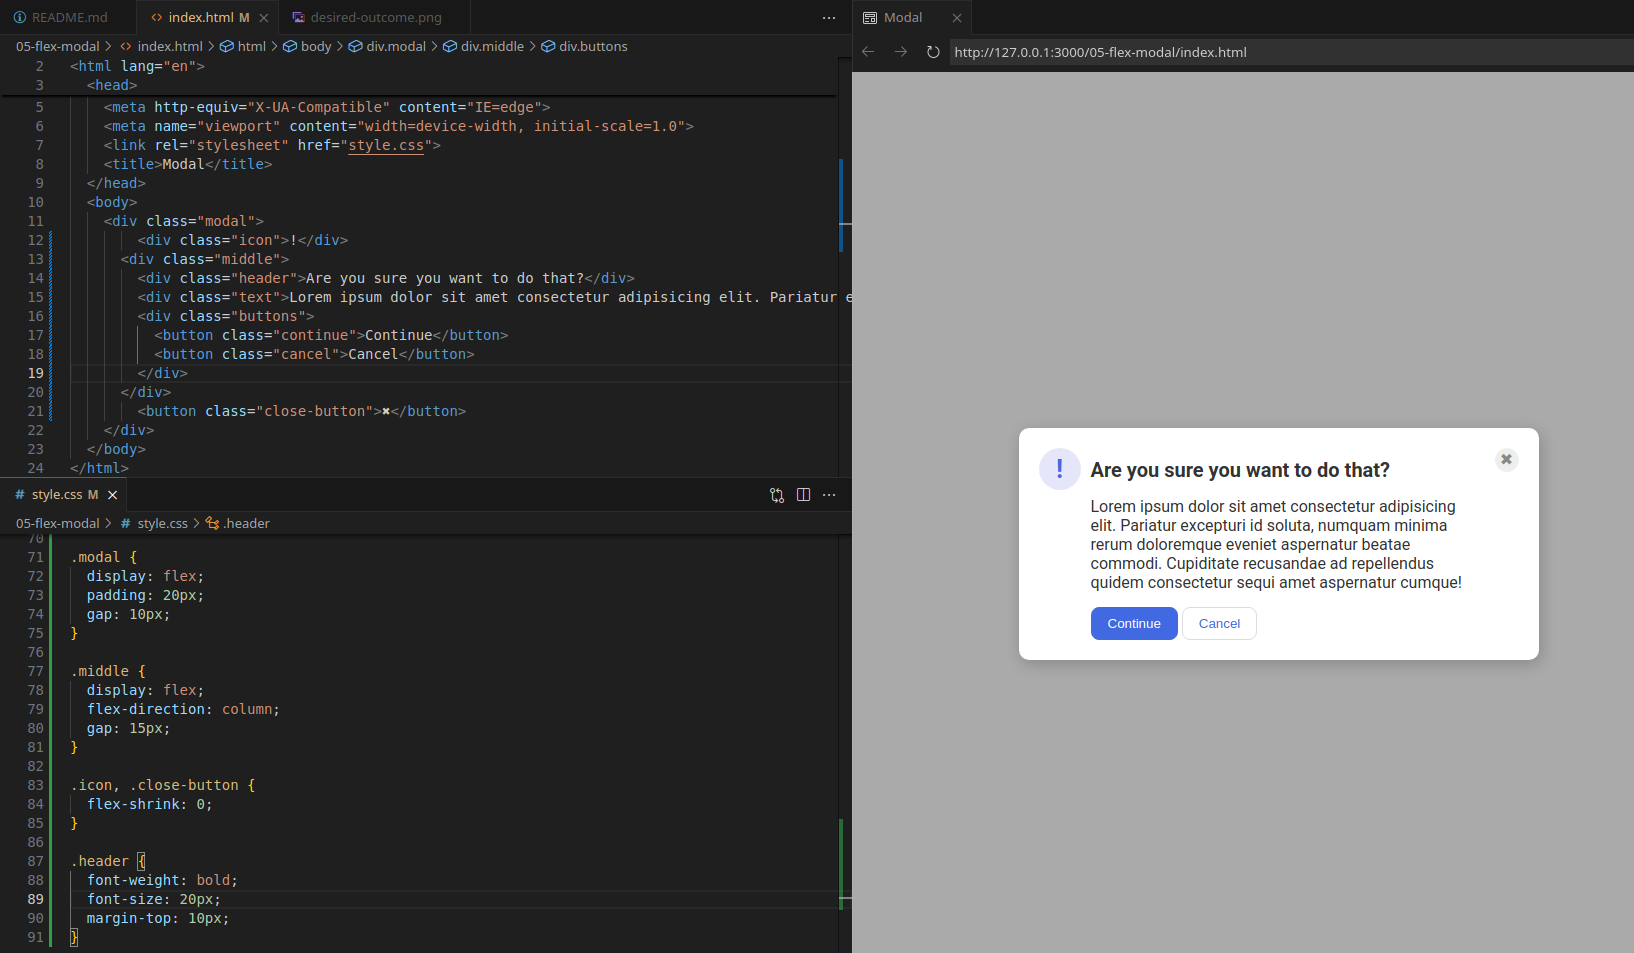 README.md
index.html M
desired-outcome.png
05-flex-modal > index.html > html > body > div.modal > div.middle > div.buttons
2 <html lang="en">
3 <head>
5 <meta http-equiv="X-UA-Compatible" content="IE=edge">
6 <meta name="viewport" content="width=device-width, initial-scale=1.0">
7 <link rel="stylesheet" href="style.css">
8 <title>Modal</title>
9 </head>
10 <body>
11 <div class="modal">
12 <div class="icon">!</div>
13 <div class="middle">
14 <div class="header">Are you sure you want to do that?</div>
15 <div class="text">Lorem ipsum dolor sit amet consectetur adipisicing elit. Pariatur e
16 <div class="buttons">
17 <button class="continue">Continue</button>
18 <button class="cancel">Cancel</button>
19 </div>
20 </div>
21 <button class="close-button">✖</button>
22 </div>
23 </body>
24 </html>
# style.css M
05-flex-modal > # style.css > .header
70
71 .modal {
72 display: flex;
73 padding: 20px;
74 gap: 10px;
75 }
76
77 .middle {
78 display: flex;
79 flex-direction: column;
80 gap: 15px;
81 }
82
83 .icon, .close-button {
84 flex-shrink: 0;
85 }
86
87 .header {
88 font-weight: bold;
89 font-size: 20px;
90 margin-top: 10px;
91 }
Modal
http://127.0.0.1:3000/05-flex-modal/index.html
!
Are you sure you want to do that?
✖
Lorem ipsum dolor sit amet consectetur adipisicing
elit. Pariatur excepturi id soluta, numquam minima
rerum doloremque eveniet aspernatur beatae
commodi. Cupiditate recusandae ad repellendus
quidem consectetur sequi amet aspernatur cumque!
Continue
Cancel